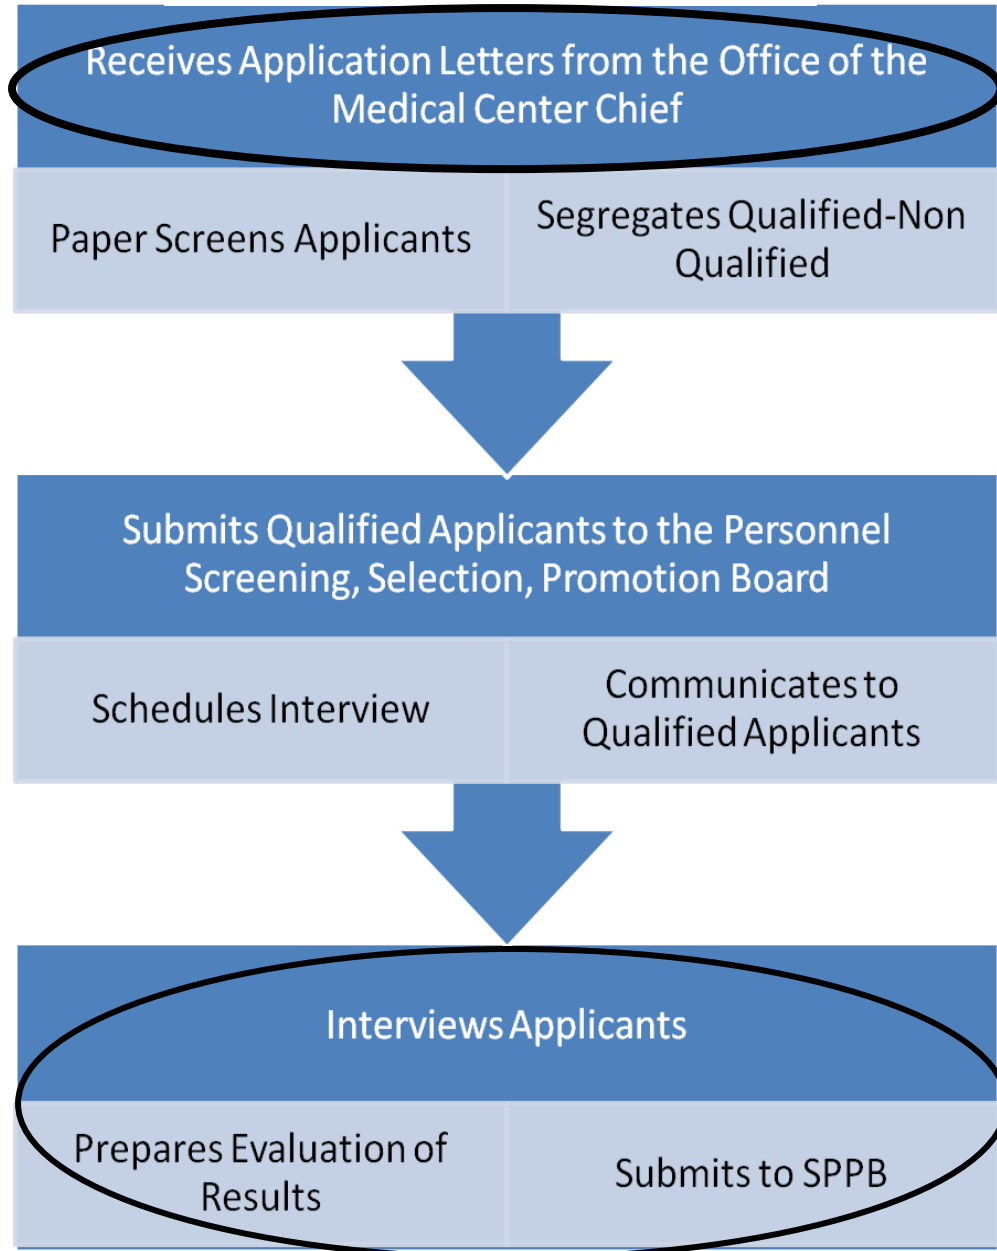 Receives Application Letters from the Office of the
Medical Center Chief
Paper Screens Applicants
Segregates Qualified-Non
Qualified
Submits Qualified Applicants to the Personnel
Screening, Selection, Promotion Board
Schedules Interview
Communicates to
Qualified Applicants
Interviews Applicants
Prepares Evaluation of
Results
Submits to SPPB